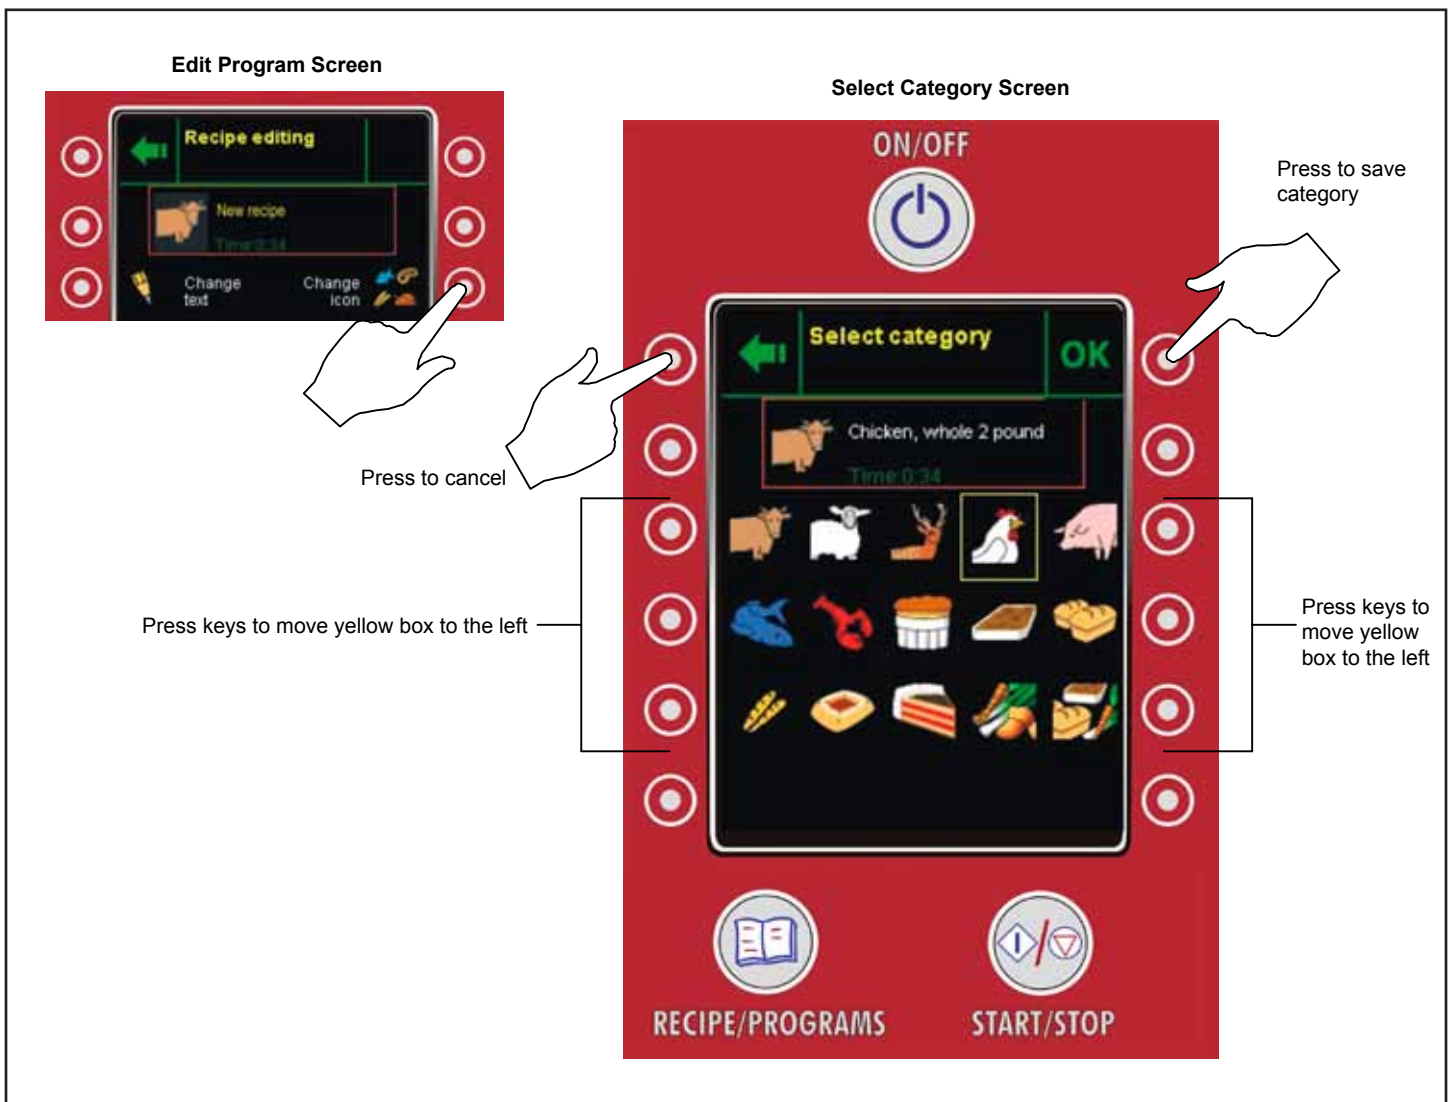 Edit Program Screen
Recipe editing
New recipe
Time:0:34
Change
text
Change
icon
Select Category Screen
ON/OFF
Press to save
category
Select category
OK
Chicken, whole 2 pound
Time:0:34
Press to cancel
Press keys to move yellow box to the left
Press keys to
move yellow
box to the left
RECIPE/PROGRAMS
START/STOP